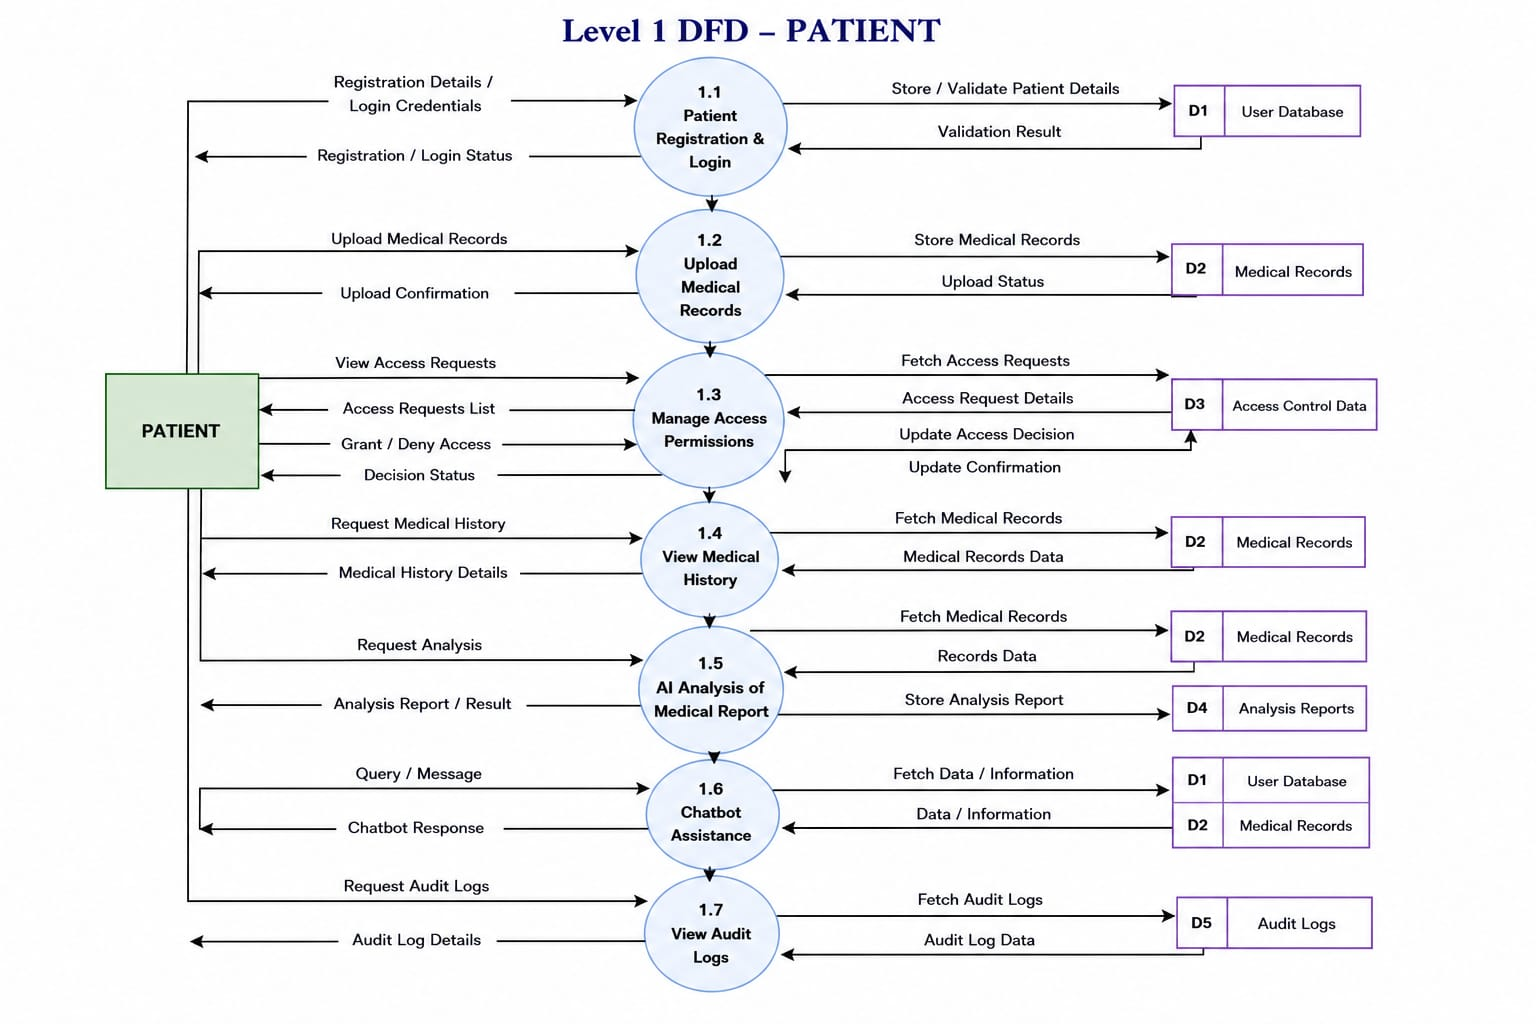 Level 1 DFD – PATIENT
Registration Details /
Login Credentials
Registration / Login Status
1.1
Patient
Registration &
Login
Store / Validate Patient Details
Validation Result
D1
User Database
Upload Medical Records
Upload Confirmation
1.2
Upload
Medical
Records
Store Medical Records
Upload Status
D2
Medical Records
PATIENT
View Access Requests
Access Requests List
Grant / Deny Access
Decision Status
1.3
Manage Access
Permissions
Fetch Access Requests
Access Request Details
Update Access Decision
Update Confirmation
D3
Access Control Data
Request Medical History
Medical History Details
1.4
View Medical
History
Fetch Medical Records
Medical Records Data
D2
Medical Records
Request Analysis
Analysis Report / Result
1.5
AI Analysis of
Medical Report
Fetch Medical Records
Records Data
Store Analysis Report
D2
Medical Records
D4
Analysis Reports
Query / Message
Chatbot Response
1.6
Chatbot
Assistance
Fetch Data / Information
Data / Information
D1
User Database
D2
Medical Records
Request Audit Logs
Audit Log Details
1.7
View Audit
Logs
Fetch Audit Logs
Audit Log Data
D5
Audit Logs